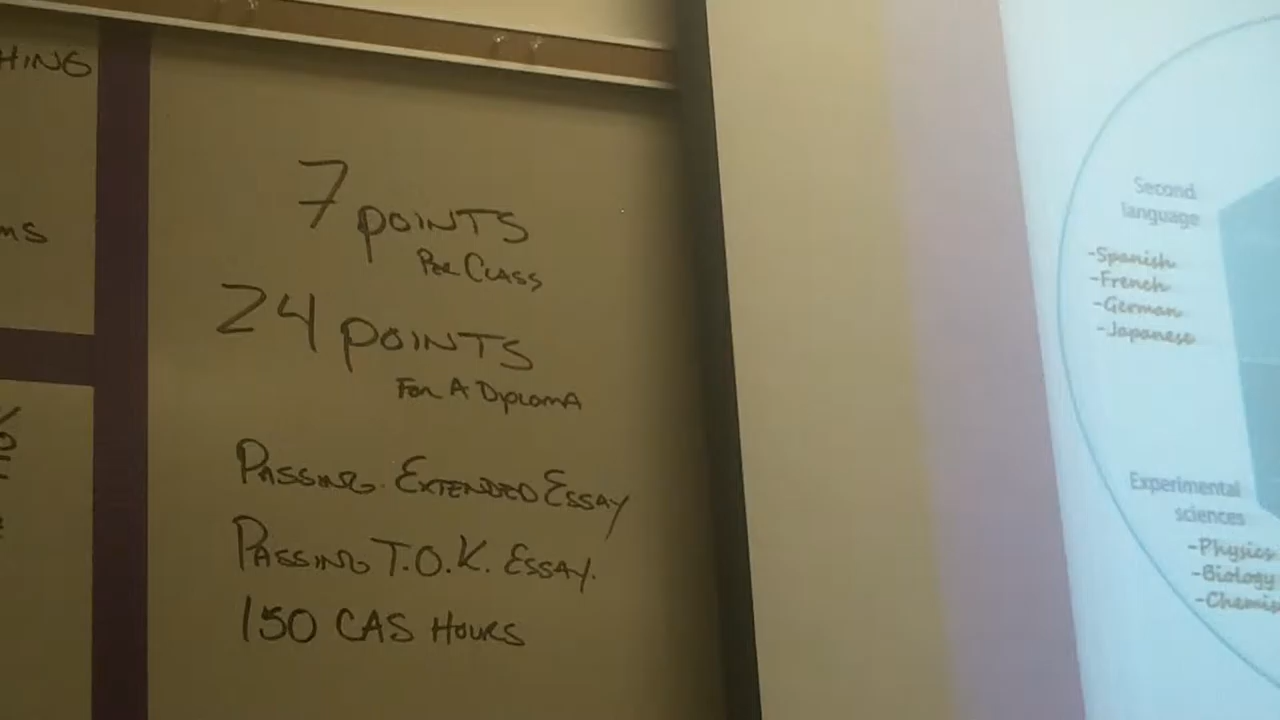 HING
MS
7 POINTS
PER CLASS
24 POINTS
FOR A DIPLOMA
PASSING EXTENDED ESSAY
PASSING T.O.K. ESSAY.
150 CAS HOURS
Second
language
-Spanish
-French
-German
-Japanese
Experimental
sciences
-Physics
-Biology
-Chemis